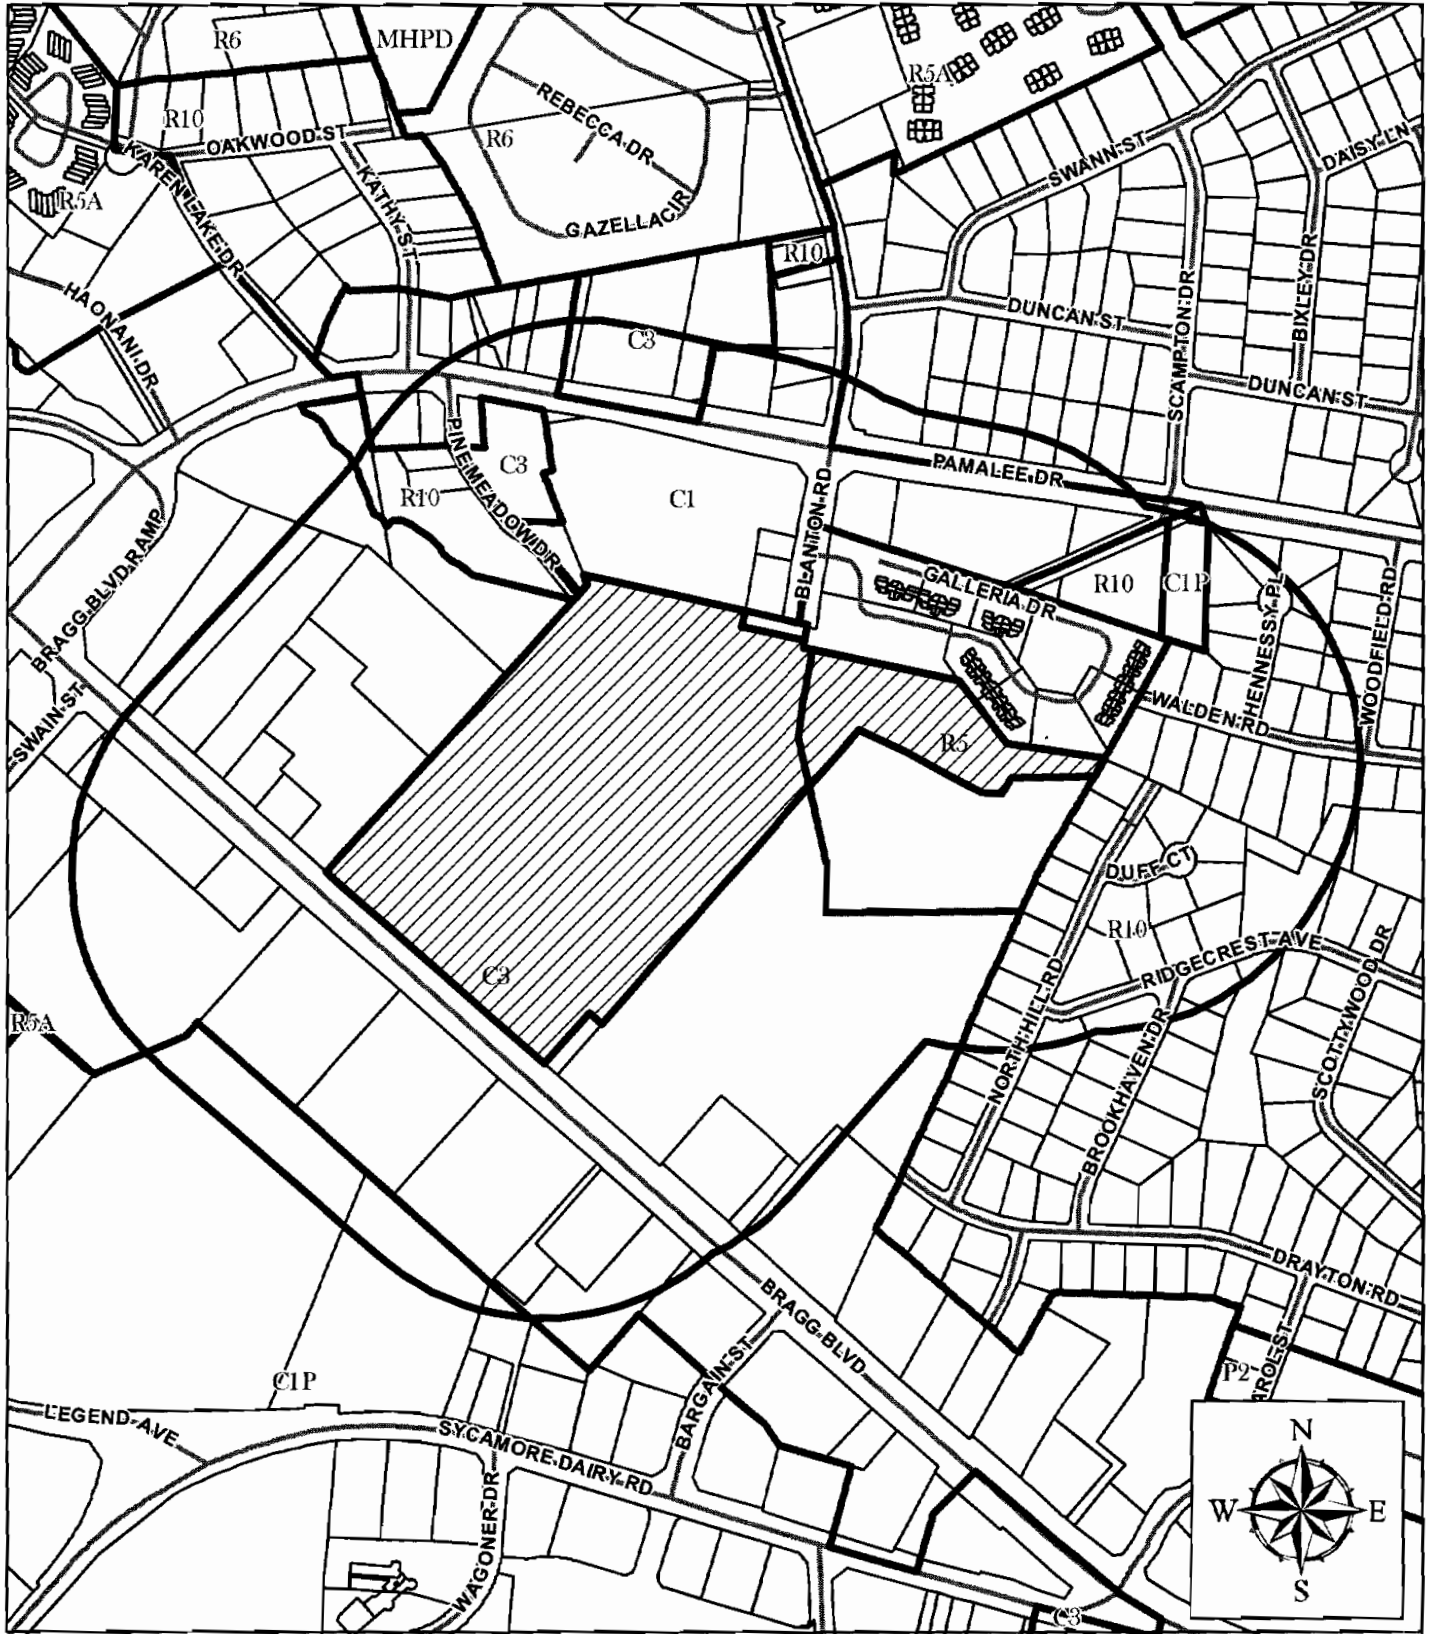 R6
MHPD
R5A
R10
OAKWOOD ST
REBECCA DR
R6
SWANN ST
DAISY LN
KAREN LAKE DR
KATHY ST
R5A
GAZELLA CIR
R10
HAONANI DR
DUNCAN ST
SCAMPTON DR
BIXLEY DR
C3
DUNCAN ST
PINEMEADOW DR
C3
PAMALEE DR
R10
C1
BLANTON RD
BRAGG BLVD RAMP
GALLERIA DR
R10
C1P
HENNESSY PL
WOODFIELD RD
SWAIN ST
WALDEN RD
R5
DUFF CT
R10
RIDGECREST AVE
C3
R5A
NORTH HILL RD
BROOKHAVEN DR
SCOTTYWOOD DR
DRAYTON RD
BRAGG BLVD
C1P
BARGAIN ST
P2
AROL ST
LEGEND AVE
SYCAMORE DAIRY RD
WAGONER DR
N
W
E
S
C3